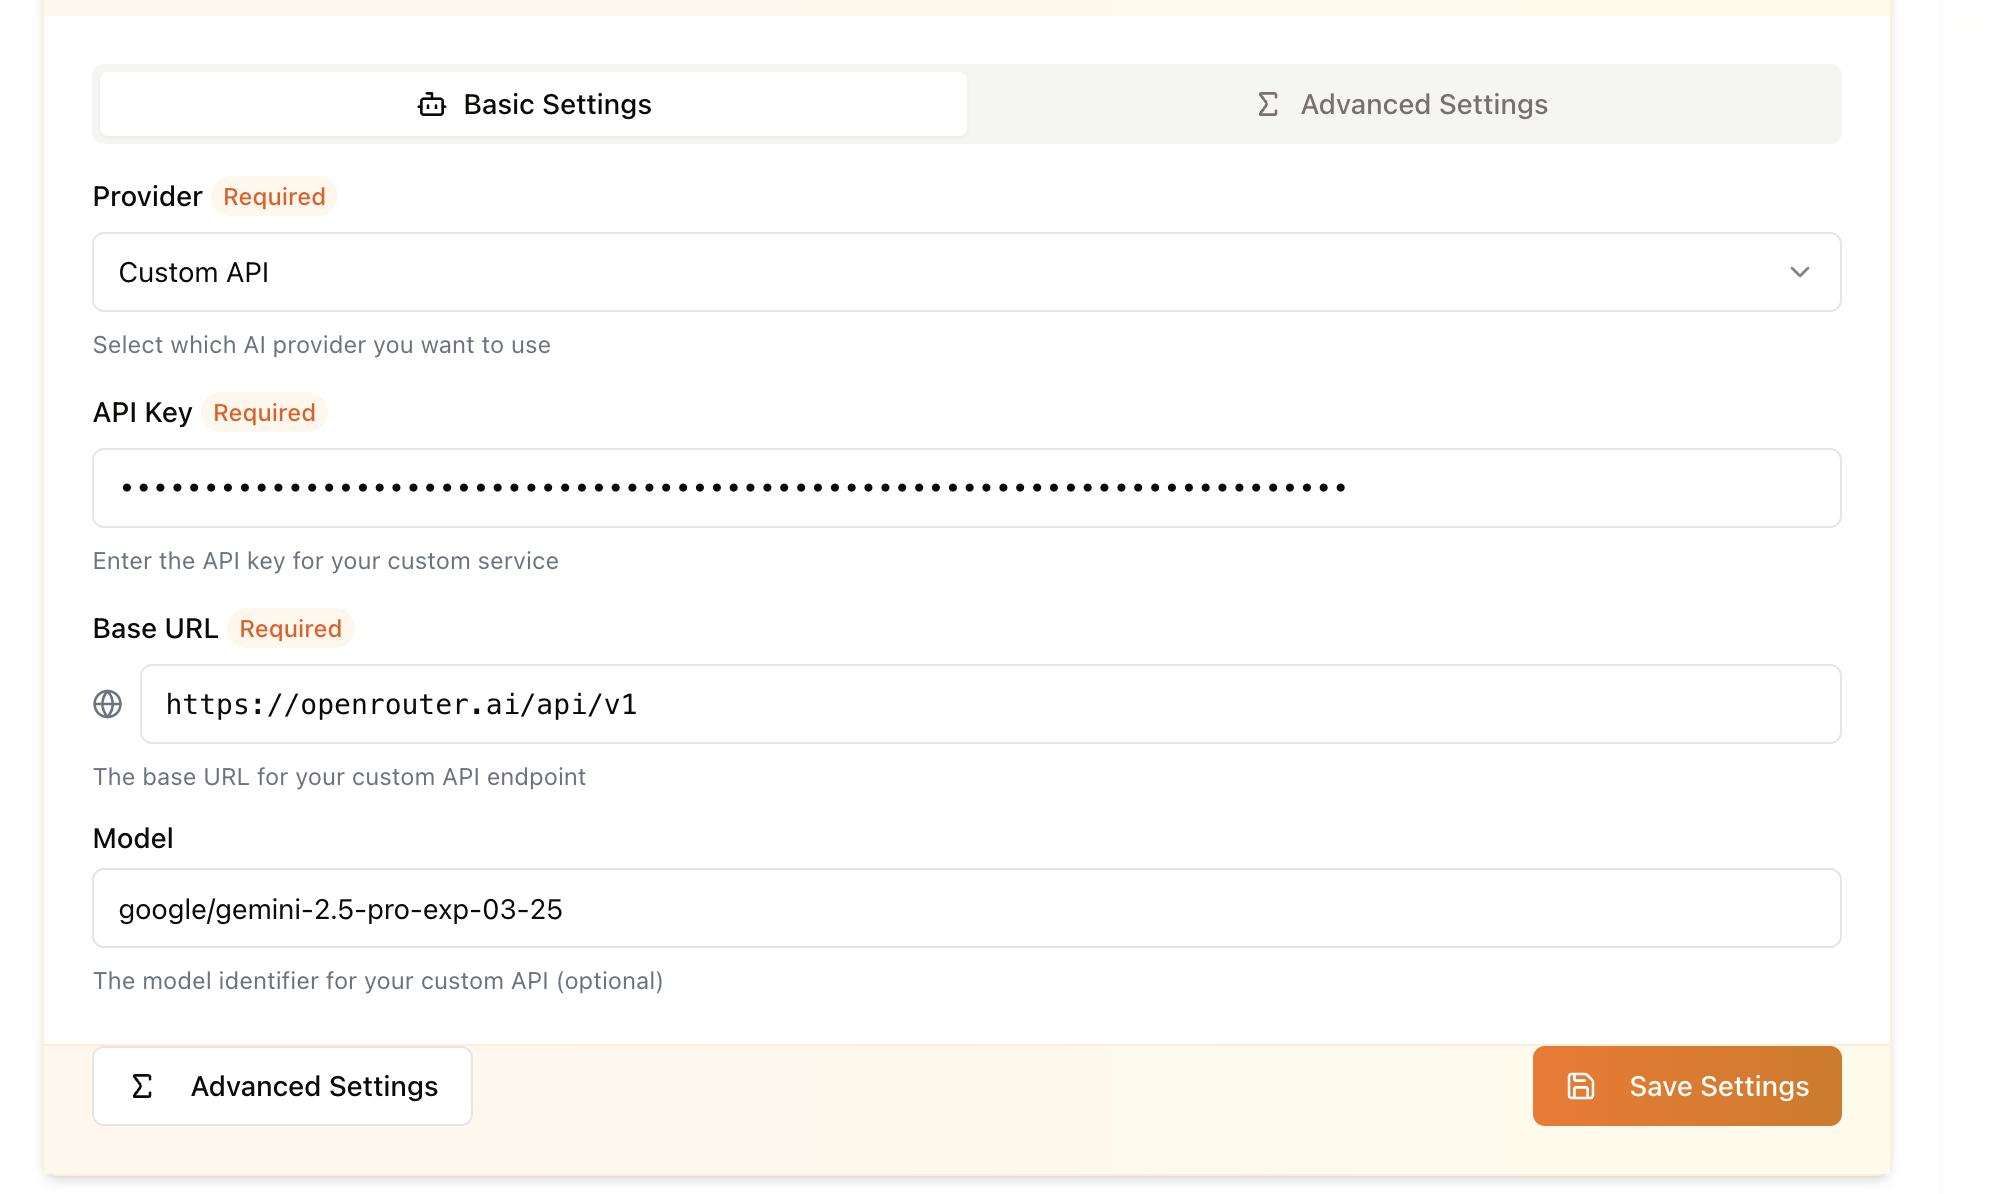 Basic Settings
Advanced Settings
Provider Required
Custom API
Select which AI provider you want to use
API Key Required
••••••••••••••••••••••••••••••••••••••••••••••••••••••••••••••••••••••••••
Enter the API key for your custom service
Base URL Required
https://openrouter.ai/api/v1
The base URL for your custom API endpoint
Model
google/gemini-2.5-pro-exp-03-25
The model identifier for your custom API (optional)
Advanced Settings
Save Settings